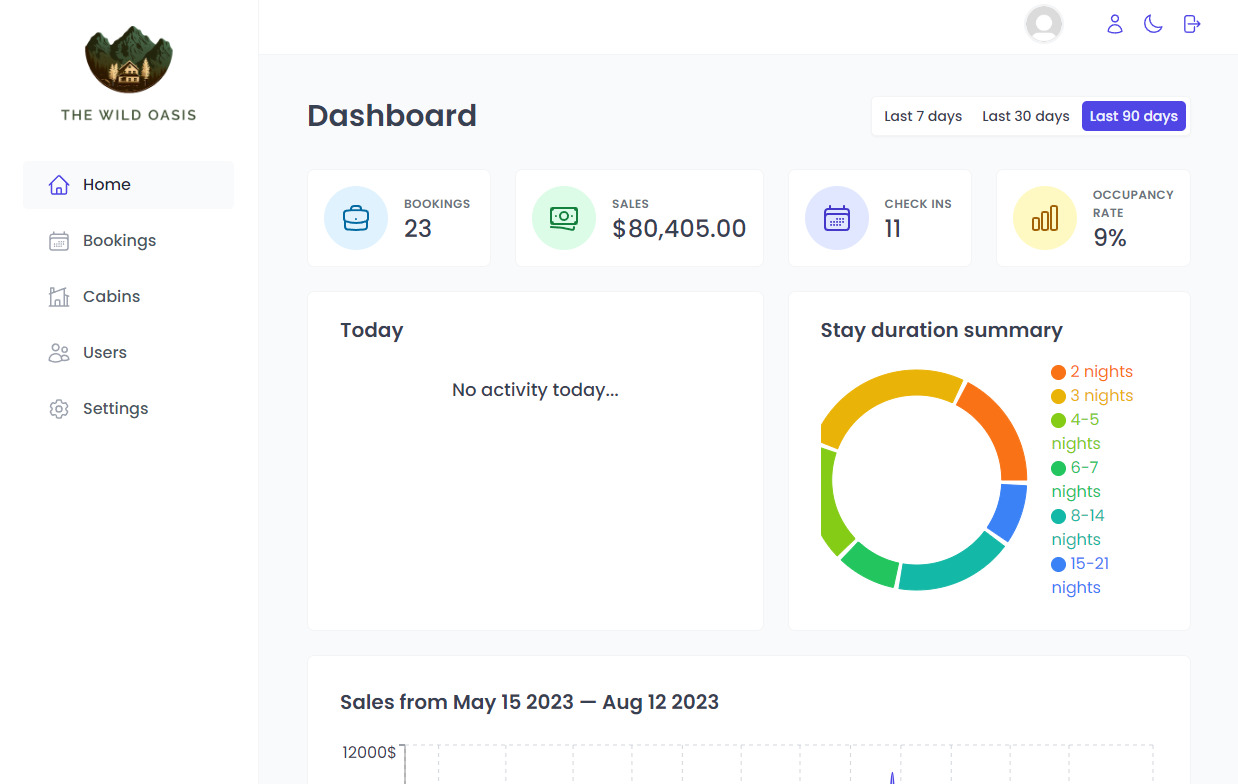 THE WILD OASIS
Home
Bookings
Cabins
Users
Settings
Dashboard
Last 7 days
Last 30 days
Last 90 days
BOOKINGS
23
SALES
$80,405.00
CHECK INS
11
OCCUPANCY
RATE
9%
Today
No activity today...
Stay duration summary
2 nights
3 nights
4-5
nights
6-7
nights
8-14
nights
15-21
nights
Sales from May 15 2023 — Aug 12 2023
12000$